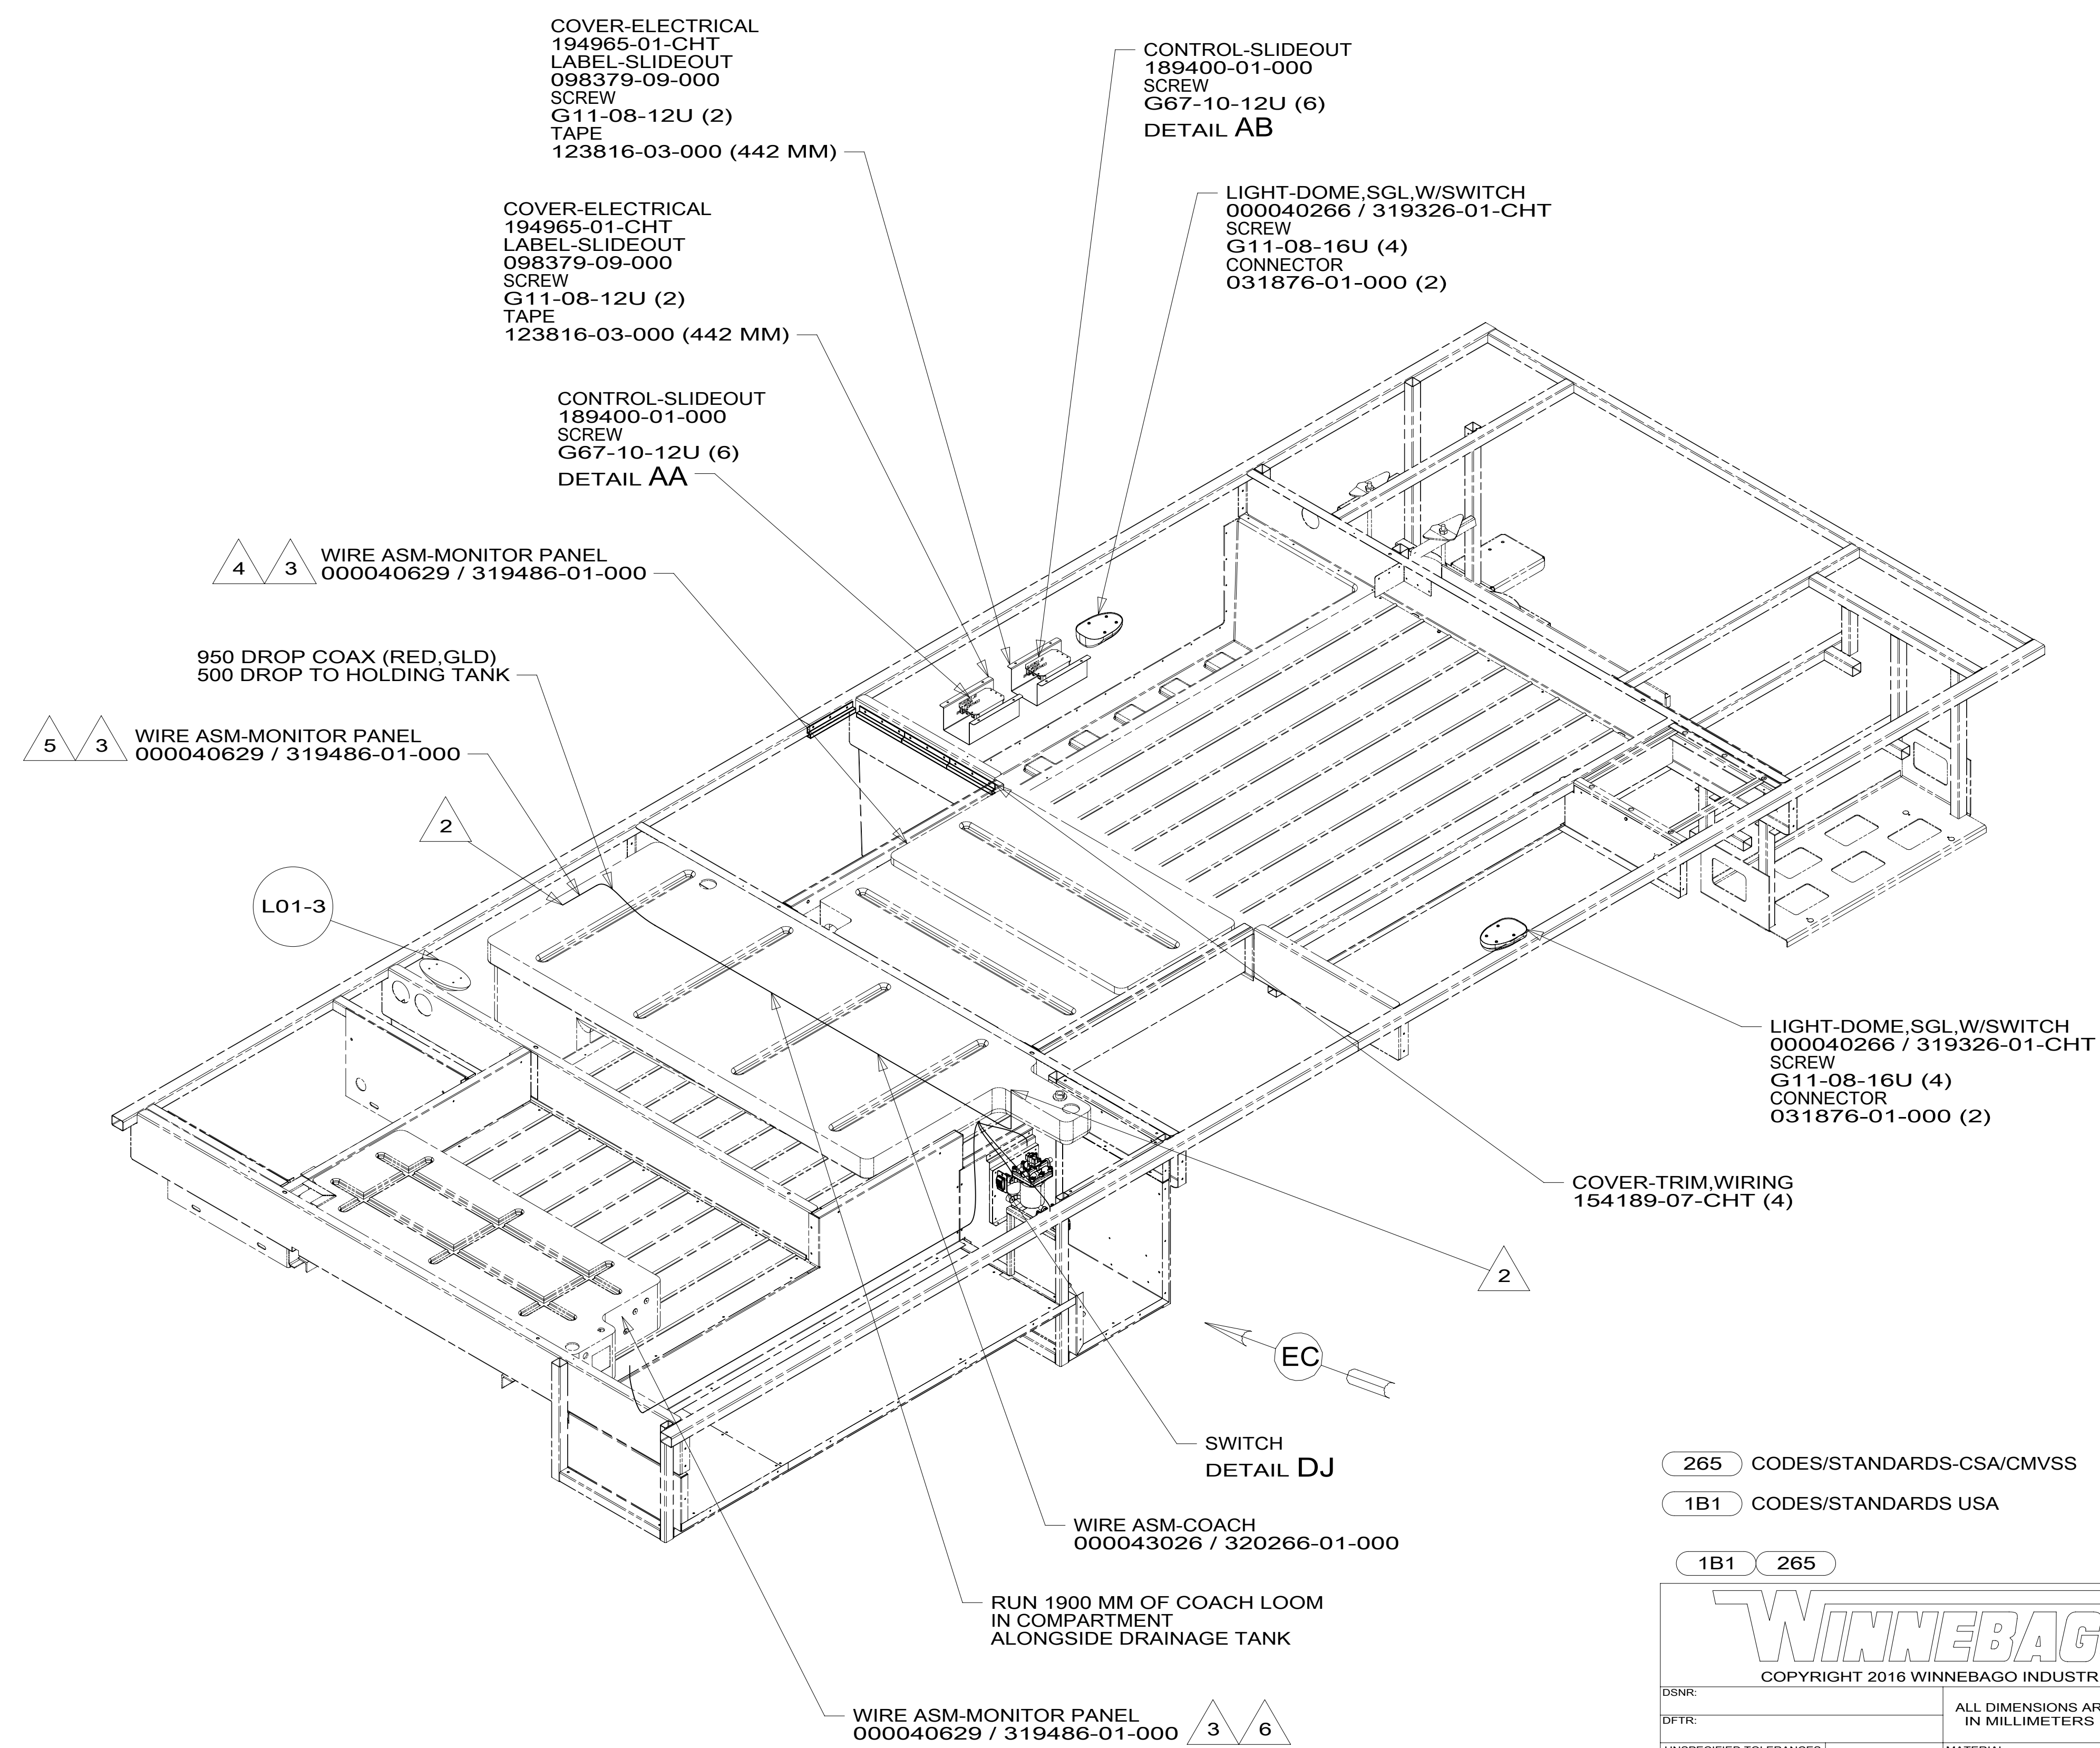 COVER-ELECTRICAL
194965-01-CHT
LABEL-SLIDEOUT
098379-09-000
SCREW
G11-08-12U (2)
TAPE
123816-03-000 (442 MM)
CONTROL-SLIDEOUT
189400-01-000
SCREW
G67-10-12U (6)
DETAIL AB
COVER-ELECTRICAL
194965-01-CHT
LABEL-SLIDEOUT
098379-09-000
SCREW
G11-08-12U (2)
TAPE
123816-03-000 (442 MM)
LIGHT-DOME,SGL,W/SWITCH
000040266 / 319326-01-CHT
SCREW
G11-08-16U (4)
CONNECTOR
031876-01-000 (2)
CONTROL-SLIDEOUT
189400-01-000
SCREW
G67-10-12U (6)
DETAIL AA
4 3 WIRE ASM-MONITOR PANEL
000040629 / 319486-01-000
950 DROP COAX (RED,GLD)
500 DROP TO HOLDING TANK
5 3 WIRE ASM-MONITOR PANEL
000040629 / 319486-01-000
2
L01-3
LIGHT-DOME,SGL,W/SWITCH
000040266 / 319326-01-CHT
SCREW
G11-08-16U (4)
CONNECTOR
031876-01-000 (2)
COVER-TRIM,WIRING
154189-07-CHT (4)
2
EC
SWITCH
DETAIL DJ
WIRE ASM-COACH
000043026 / 320266-01-000
RUN 1900 MM OF COACH LOOM
IN COMPARTMENT
ALONGSIDE DRAINAGE TANK
WIRE ASM-MONITOR PANEL
000040629 / 319486-01-000 3 6
265 CODES/STANDARDS-CSA/CMVSS
1B1 CODES/STANDARDS USA
1B1 265
WINNEBAG
COPYRIGHT 2016 WINNEBAGO INDUSTR
DSNR:
DFTR:
ALL DIMENSIONS AR
IN MILLIMETERS